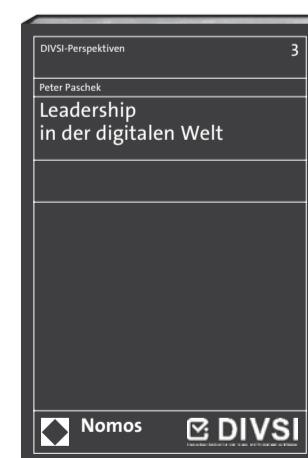 DIVSI-Perspektiven 3
Peter Paschek
Leadership
in der digitalen Welt
Nomos
DIVSI